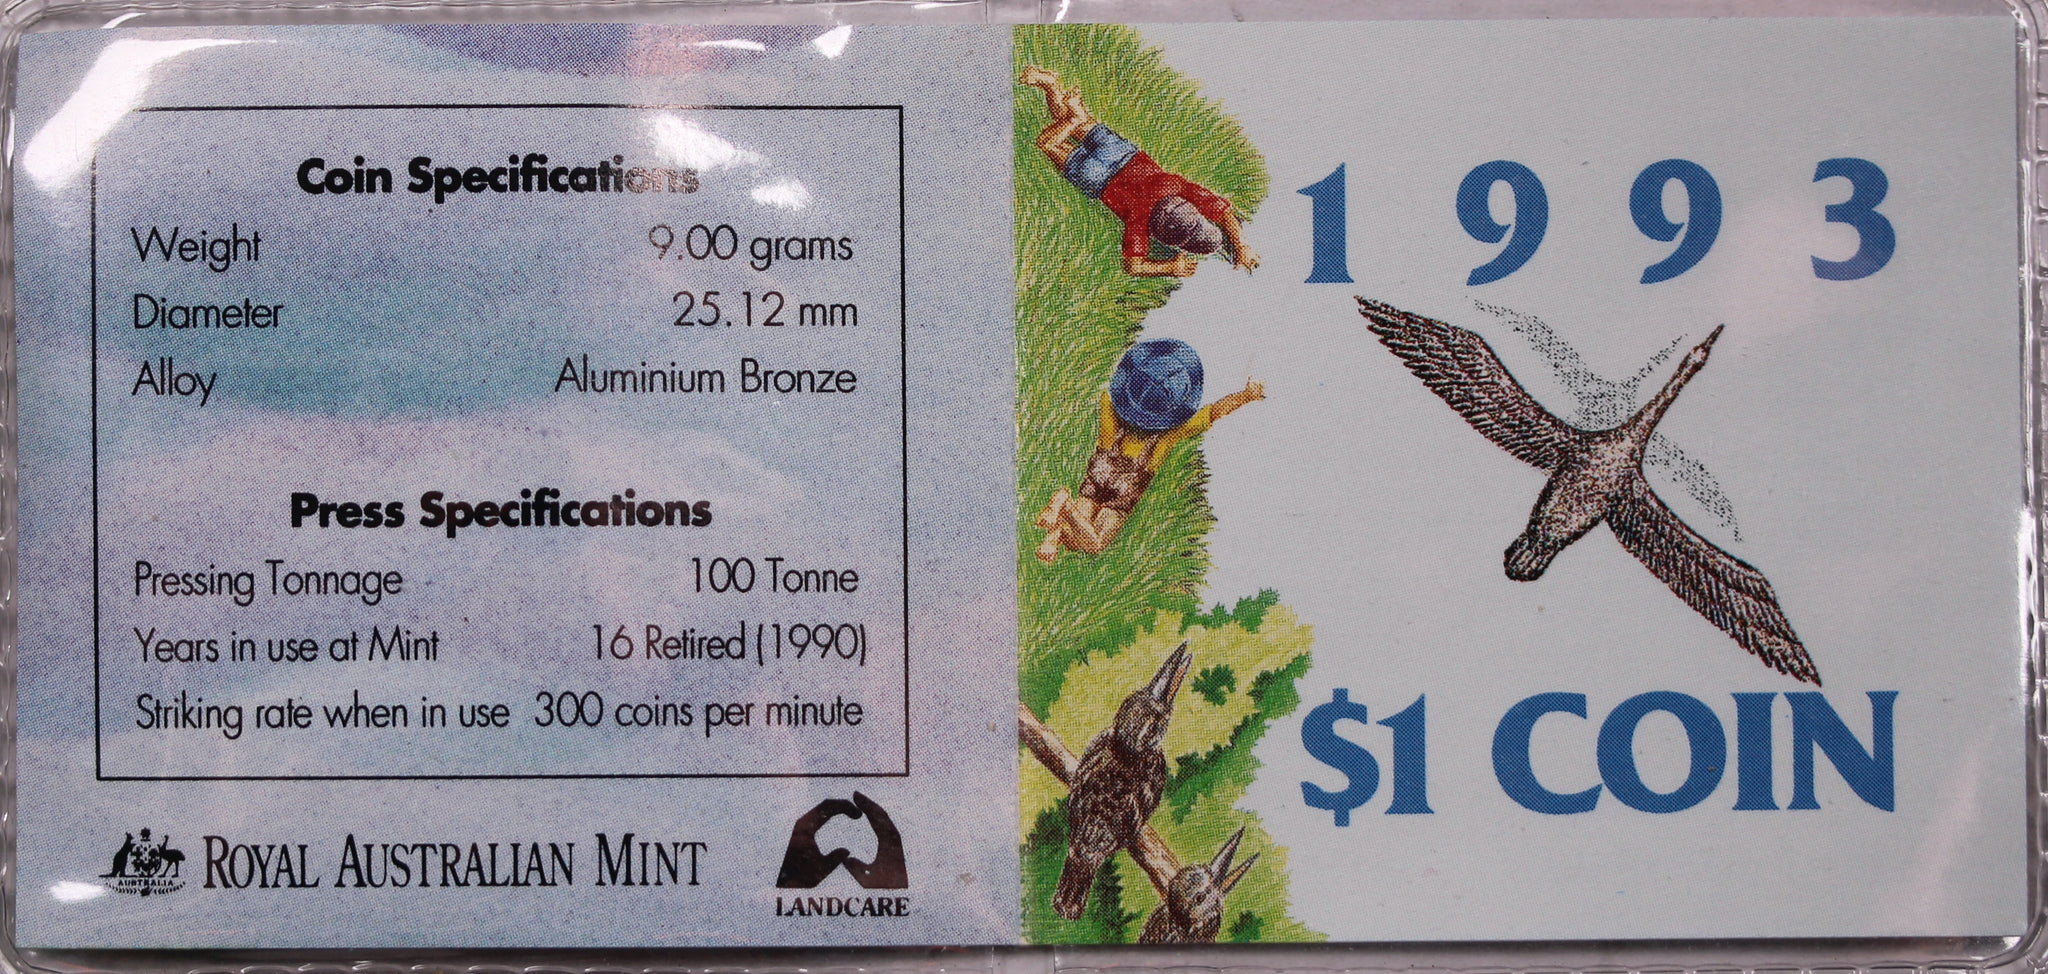 Coin Specifications
Weight 9.00 grams
Diameter 25.12 mm
Alloy Aluminium Bronze
Press Specifications
Pressing Tonnage 100 Tonne
Years in use at Mint 16 Retired (1990)
Striking rate when in use 300 coins per minute
AUSTRALIA
ROYAL AUSTRALIAN MINT
LANDCARE
1993
$1 COIN